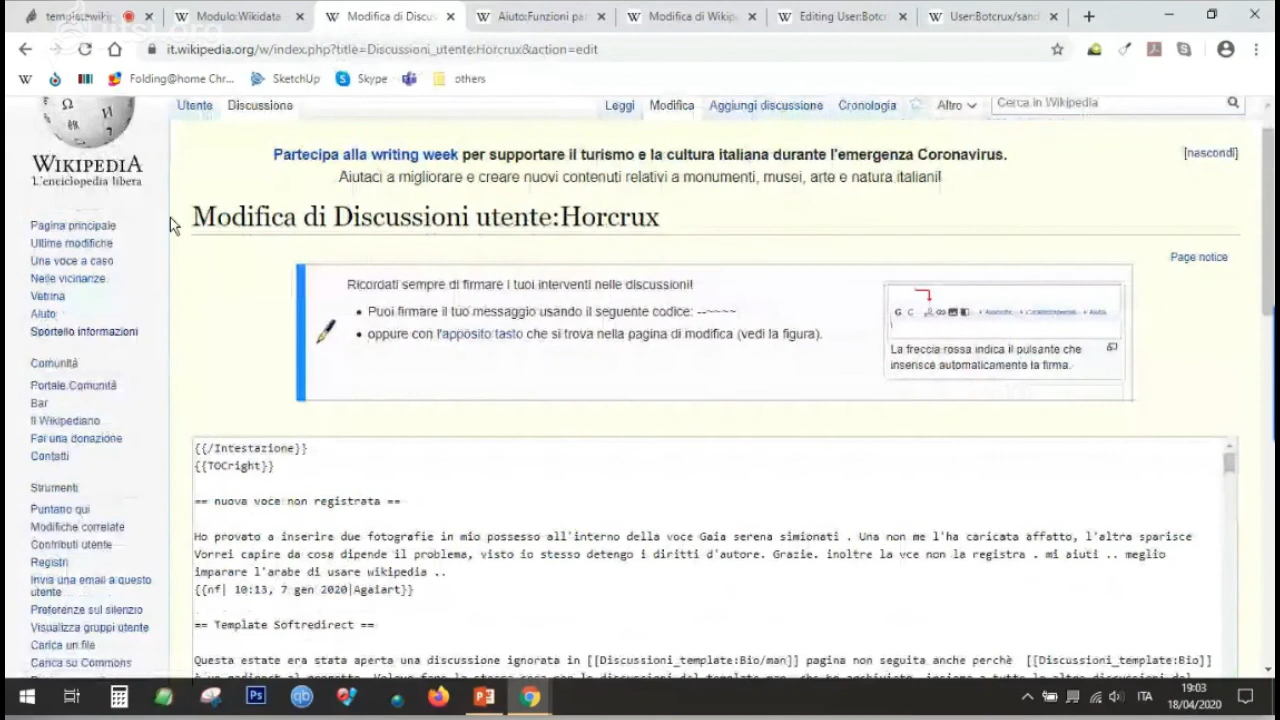 templatewiki
Modulo:Wikidata
Modifica di Discu
Aiuto:Funzioni pa
Modifica di Wikip
Editing User:Botcr
User:Botcrux/sand
it.wikipedia.org/w/index.php?title=Discussioni_utente:Horcrux&action=edit
Folding@home Chr...
SketchUp
Skype
others
Utente
Discussione
Leggi
Modifica
Aggiungi discussione
Cronologia
Altro
Cerca in Wikipedia
WIKIPEDIA
L'enciclopedia libera
Pagina principale
Ultime modifiche
Una voce a caso
Nelle vicinanze
Vetrina
Aiuto
Sportello informazioni
Comunità
Portale Comunità
Bar
Il Wikipediano
Fai una donazione
Contatti
Strumenti
Puntano qui
Modifiche correlate
Contributi utente
Registri
Invia una email a questo
utente
Preferenze sul silenzio
Visualizza gruppi utente
Carica un file
Carica su Commons
Partecipa alla writing week per supportare il turismo e la cultura italiana durante l'emergenza Coronavirus.
[nascondi]
Aiutaci a migliorare e creare nuovi contenuti relativi a monumenti, musei, arte e natura italiani!
Modifica di Discussioni utente:Horcrux
Page notice
Ricordati sempre di firmare i tuoi interventi nelle discussioni!
• Puoi firmare il tuo messaggio usando il seguente codice: --~~~~
• oppure con l'apposito tasto che si trova nella pagina di modifica (vedi la figura).
La freccia rossa indica il pulsante che
inserisce automaticamente la firma.
{{/Intestazione}}
{{TOCright}}
== nuova voce non registrata ==
Ho provato a inserire due fotografie in mio possesso all'interno della voce Gaia serena simionati . Una non me l'ha caricata affatto, l'altra sparisce
Vorrei capire da cosa dipende il problema, visto io stesso detengo i diritti d'autore. Grazie. inoltre la vce non la registra . mi aiuti .. meglio
imparare l'arabe di usare wikipedia ..
{{nf| 10:13, 7 gen 2020|Agaiart}}
== Template Softredirect ==
Questa estate era stata aperta una discussione ignorata in [[Discussioni_template:Bio/man]] pagina non seguita anche perchè [[Discussioni_template:Bio]]
ITA
19:03
18/04/2020